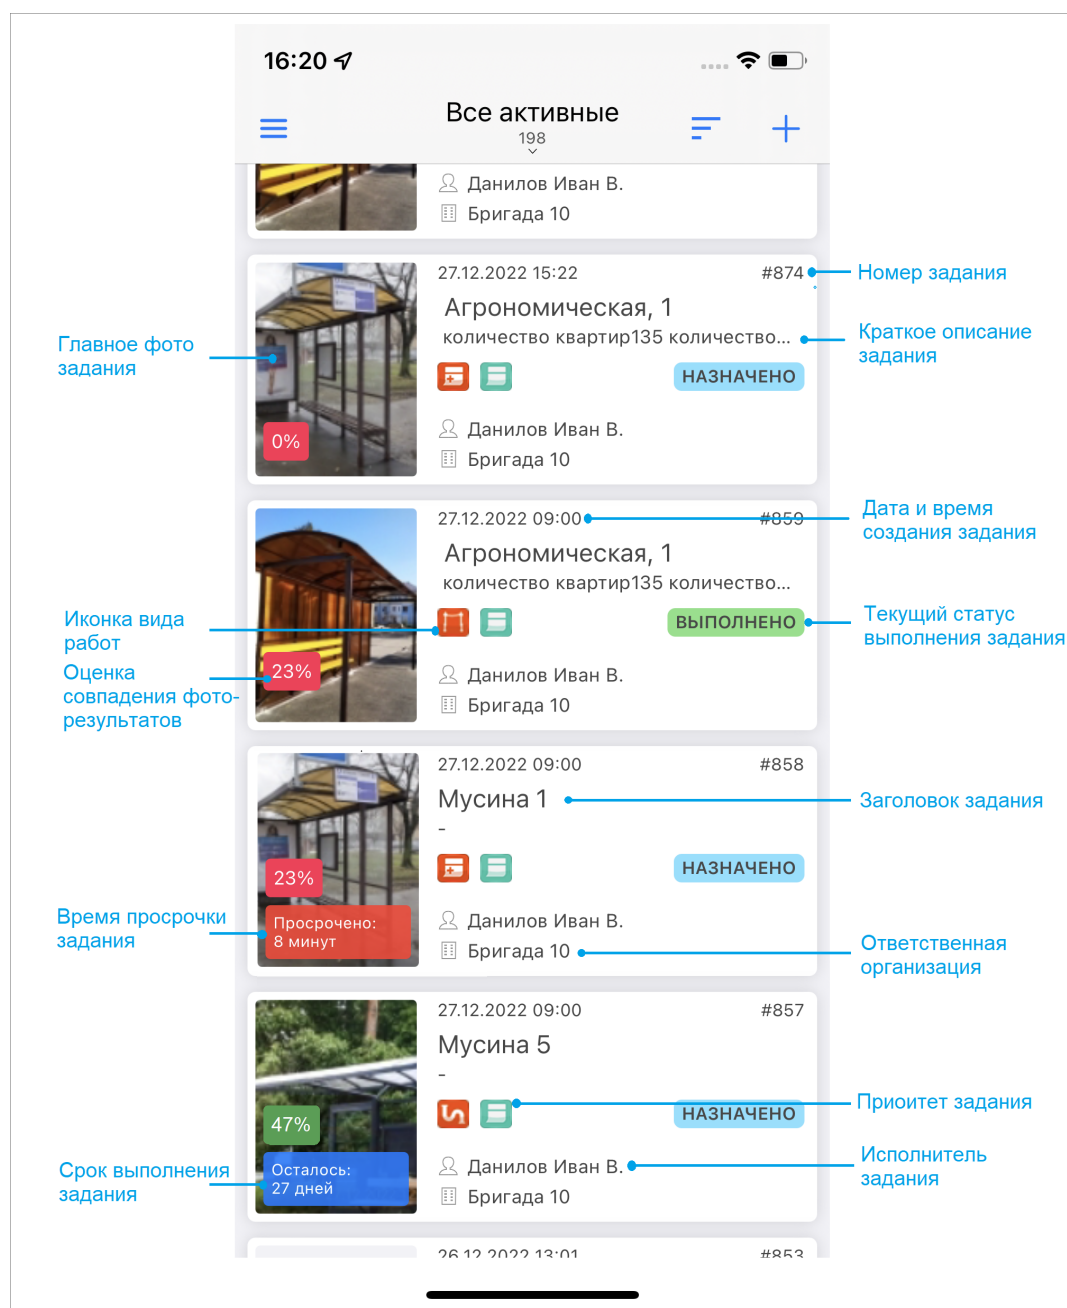 16:20
Все активные
198
Данилов Иван В.
Бригада 10
27.12.2022 15:22
#874
Номер задания
Агрономическая, 1
количество квартир135 количество...
Краткое описание
задания
Главное фото
задания
НАЗНАЧЕНО
0%
Данилов Иван В.
Бригада 10
27.12.2022 09:00
#859
Дата и время
создания задания
Агрономическая, 1
количество квартир135 количество...
Иконка вида
работ
ВЫПОЛНЕНО
Текущий статус
выполнения задания
Оценка
совпадения фото-
результатов
23%
Данилов Иван В.
Бригада 10
27.12.2022 09:00
#858
Мусина 1
Заголовок задания
-
НАЗНАЧЕНО
23%
Время просрочки
задания
Просрочено:
8 минут
Данилов Иван В.
Бригада 10
Ответственная
организация
27.12.2022 09:00
#857
Мусина 5
-
НАЗНАЧЕНО
Приоитет задания
47%
Срок выполнения
задания
Осталось:
27 дней
Данилов Иван В.
Исполнитель
задания
Бригада 10
26.12.2022 13:01
#853